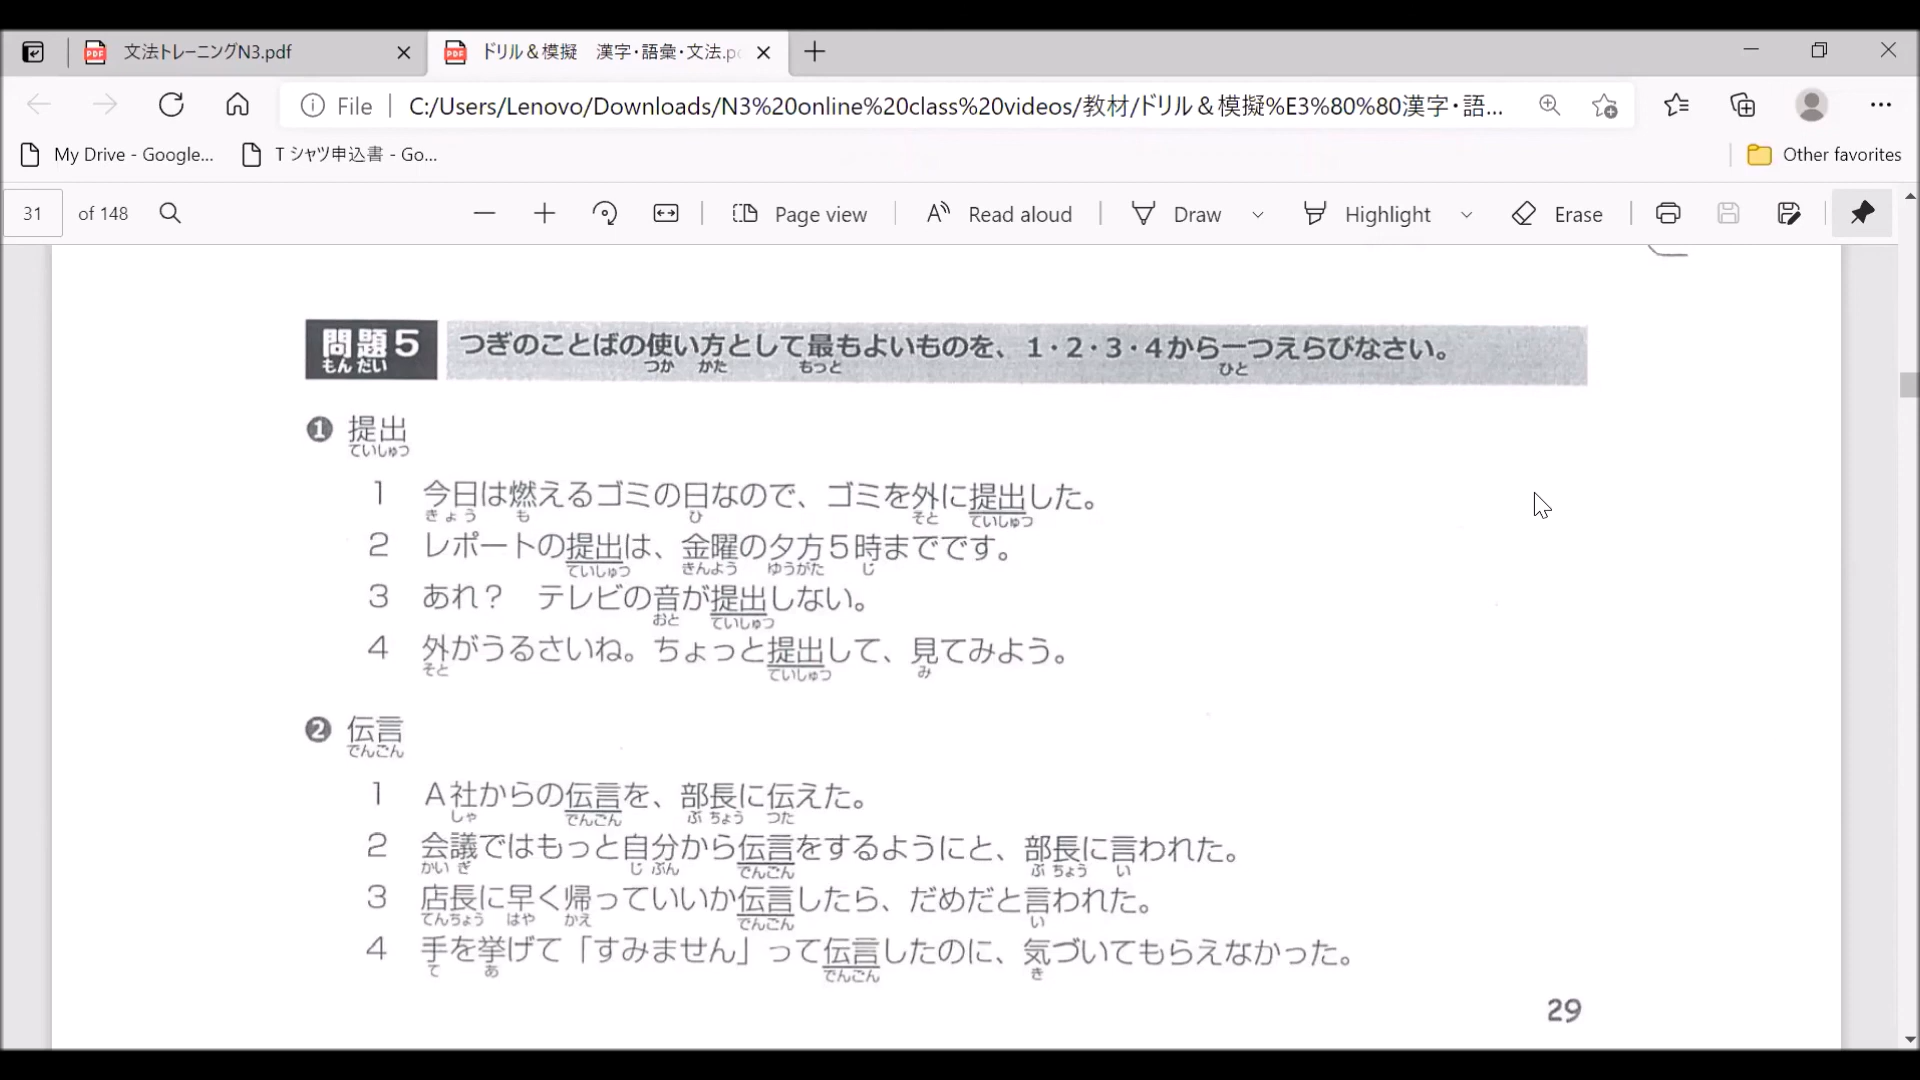 文法トレーニングN3.pdf
ドリル＆模擬　漢字・語彙・文法.p
File
C:/Users/Lenovo/Downloads/N3%20online%20class%20videos/教材/ドリル＆模擬%E3%80%80漢字・語...
My Drive - Google...
Tシャツ申込書 - Go...
Other favorites
31 of 148
Page view
Read aloud
Draw
Highlight
Erase
問題5 つぎのことばの使い方として最もよいものを、1・2・3・4から一つえらびなさい。
もんだい つか かた もっと ひと
❶ 提出
ていしゅつ
1 今日は燃えるゴミの日なので、ゴミを外に提出した。
きょう も ひ そと ていしゅつ
2 レポートの提出は、金曜の夕方5時までです。
ていしゅつ きんよう ゆうがた じ
3 あれ？　テレビの音が提出しない。
おと ていしゅつ
4 外がうるさいね。ちょっと提出して、見てみよう。
そと ていしゅつ み
❷ 伝言
でんごん
1 A社からの伝言を、部長に伝えた。
しゃ でんごん ぶ ちょう つた
2 会議ではもっと自分から伝言をするようにと、部長に言われた。
かい ぎ じ ぶん でんごん ぶ ちょう い
3 店長に早く帰っていいか伝言したら、だめだと言われた。
てんちょう はや かえ でんごん い
4 手を挙げて「すみません」って伝言したのに、気づいてもらえなかった。
て あ でんごん き
29